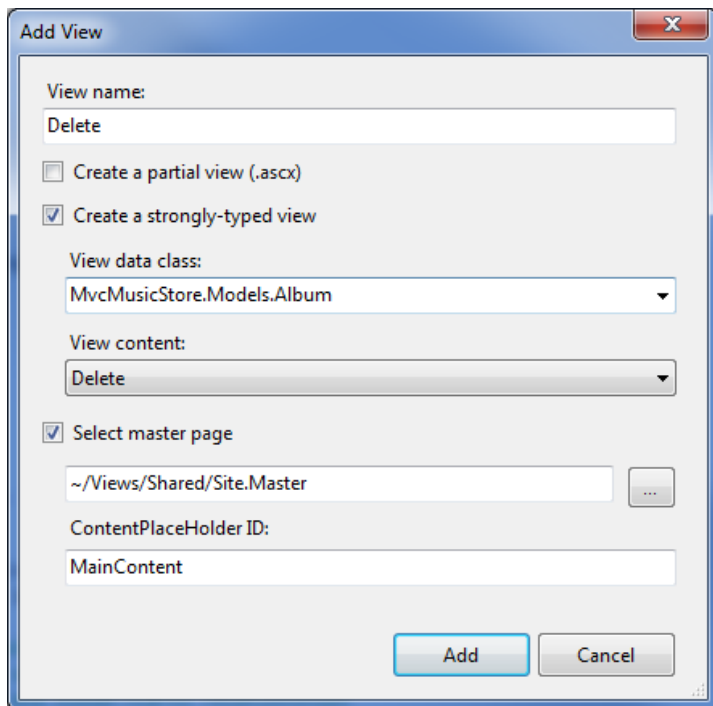 Add View
View name:
Delete
Create a partial view (.ascx)
Create a strongly-typed view
View data class:
MvcMusicStore.Models.Album
View content:
Delete
Select master page
~/Views/Shared/Site.Master
...
ContentPlaceHolder ID:
MainContent
Add Cancel